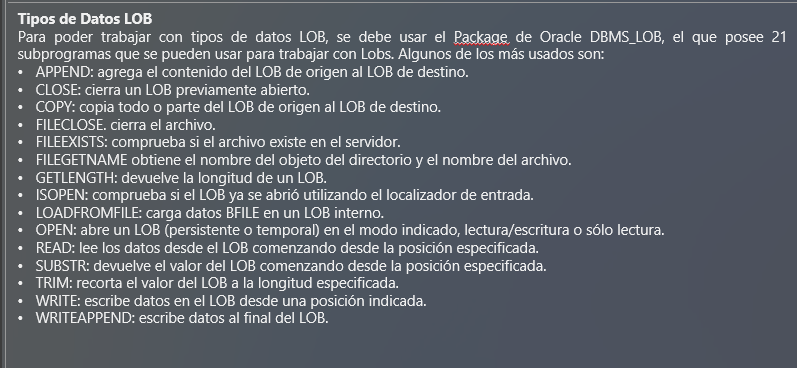 Tipos de Datos LOB
Para poder trabajar con tipos de datos LOB, se debe usar el Package de Oracle DBMS_LOB, el que posee 21
subprogramas que se pueden usar para trabajar con Lobs. Algunos de los más usados son:
• APPEND: agrega el contenido del LOB de origen al LOB de destino.
• CLOSE: cierra un LOB previamente abierto.
• COPY: copia todo o parte del LOB de origen al LOB de destino.
• FILECLOSE. cierra el archivo.
• FILEEXISTS: comprueba si el archivo existe en el servidor.
• FILEGETNAME obtiene el nombre del objeto del directorio y el nombre del archivo.
• GETLENGTH: devuelve la longitud de un LOB.
• ISOPEN: comprueba si el LOB ya se abrió utilizando el localizador de entrada.
• LOADFROMFILE: carga datos BFILE en un LOB interno.
• OPEN: abre un LOB (persistente o temporal) en el modo indicado, lectura/escritura o sólo lectura.
• READ: lee los datos desde el LOB comenzando desde la posición especificada.
• SUBSTR: devuelve el valor del LOB comenzando desde la posición especificada.
• TRIM: recorta el valor del LOB a la longitud especificada.
• WRITE: escribe datos en el LOB desde una posición indicada.
• WRITEAPPEND: escribe datos al final del LOB.